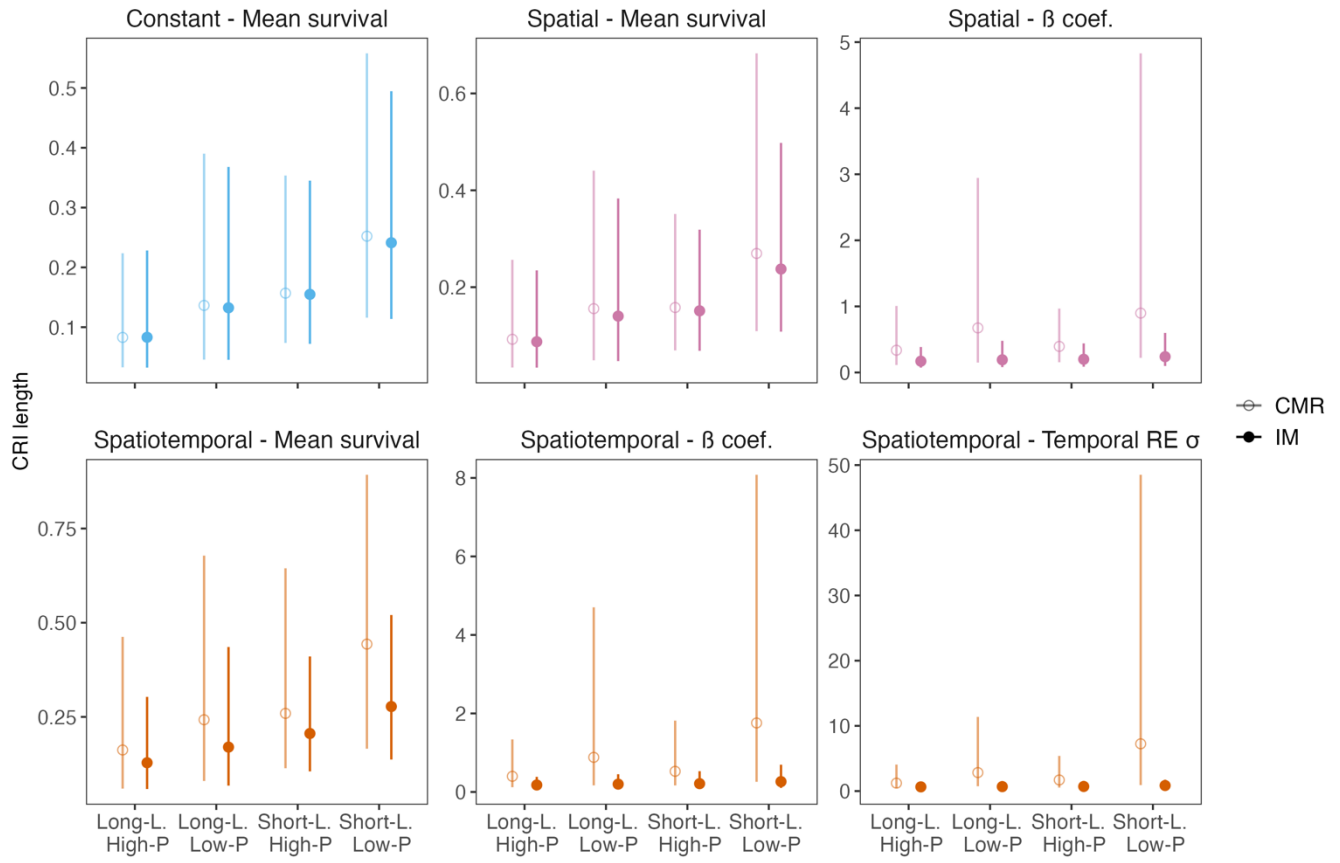 Constant - Mean survival
Spatial - Mean survival
Spatial - ß coef.
0.5
0.4
0.3
0.2
0.1
0.6
0.4
0.2
5
4
3
2
1
0
CRI length
CMR
IM
Spatiotemporal - Mean survival
Spatiotemporal - ß coef.
Spatiotemporal - Temporal RE σ
0.75
0.50
0.25
8
6
4
2
0
50
40
30
20
10
0
Long-L. Long-L. Short-L. Short-L.
High-P Low-P High-P Low-P
Long-L. Long-L. Short-L. Short-L.
High-P Low-P High-P Low-P
Long-L. Long-L. Short-L. Short-L.
High-P Low-P High-P Low-P